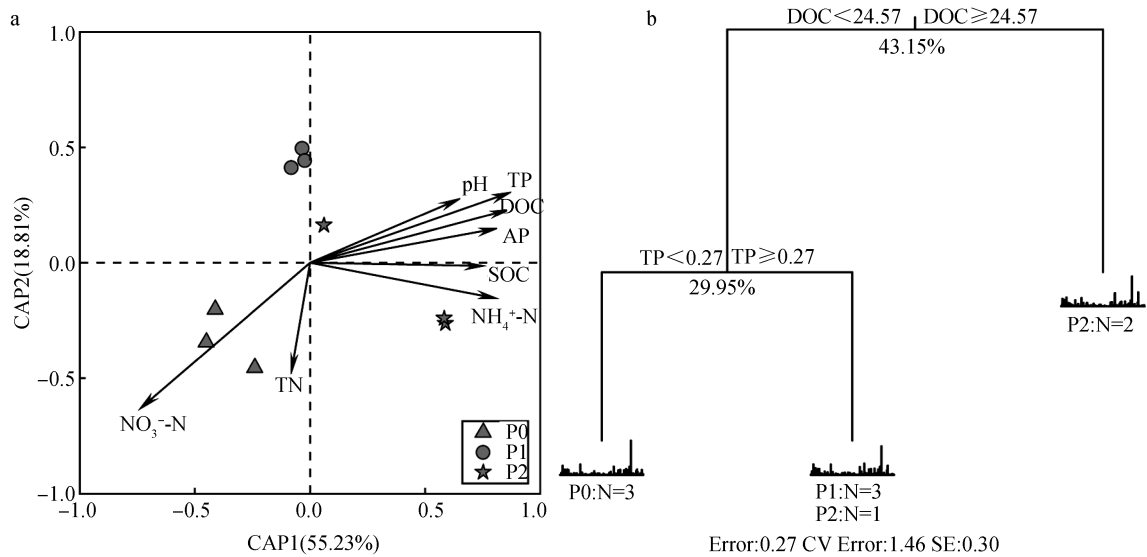 a
1.0
0.5
0.0
−0.5
−1.0
−1.0
−0.5
0.0
0.5
1.0
CAP2(18.81%)
CAP1(55.23%)
pH
TP
DOC
AP
SOC
NH₄⁺-N
TN
NO₃⁻-N
P0
P1
P2
b
DOC<24.57 DOC≥24.57
43.15%
TP<0.27 TP≥0.27
29.95%
P2:N=2
P0:N=3
P1:N=3
P2:N=1
Error:0.27 CV Error:1.46 SE:0.30